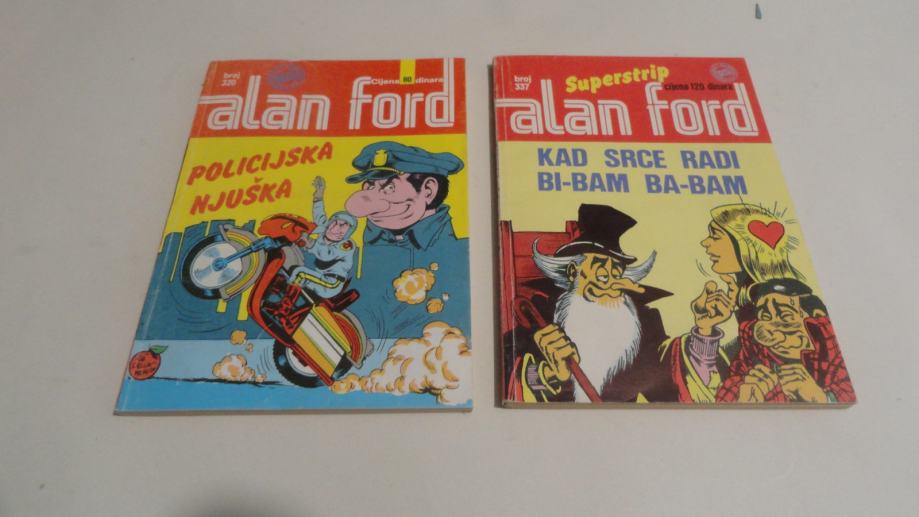 broj
320
Cijena 80 dinara
alan ford
POLICIJSKA
NJUŠKA
broj
337
Superstrip
cijena 120 dinara
alan ford
KAD SRCE RADI
BI-BAM BA-BAM